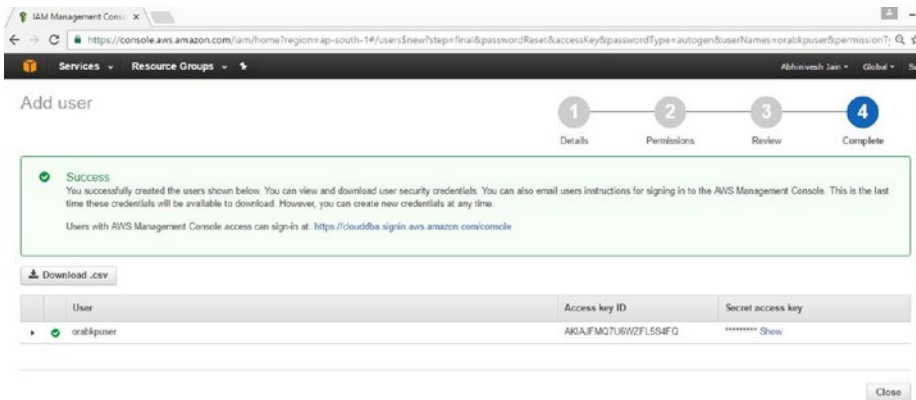 IAM Management Cons
https://console.aws.amazon.com/iam/home?region=ap-south-1#/users$new?step=final&passwordReset&accessKey&passwordType=autogen&userNames=orabkpuser&permissionT
Services Resource Groups Abhinivesh Jain Global
Add user
1 2 3 4
Details Permissions Review Complete
Success
You successfully created the users shown below. You can view and download user security credentials. You can also email users instructions for signing in to the AWS Management Console. This is the last
time these credentials will be available to download. However, you can create new credentials at any time.
Users with AWS Management Console access can sign-in at: https://clouddba.signin.aws.amazon.com/console
Download .csv
User Access key ID Secret access key
orabkpuser AKIAJFMQ7U6WZFL5S4FQ ********* Show
Close